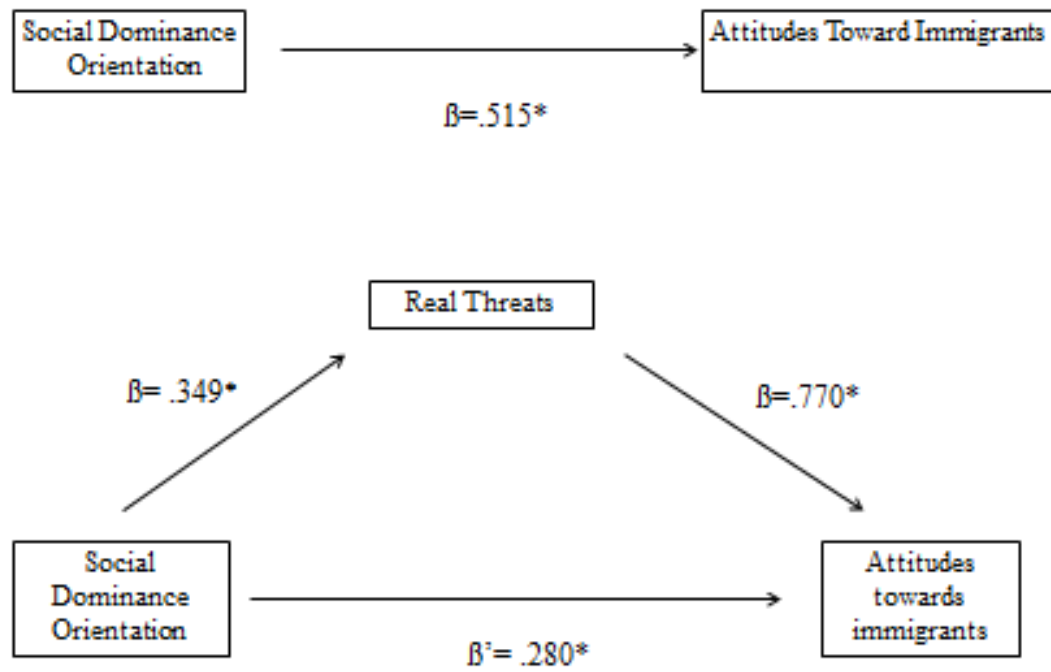 Social Dominance
Orientation
Attitudes Toward Immigrants
ß=.515*
Real Threats
ß= .349*
ß=.770*
Social
Dominance
Orientation
Attitudes
towards
immigrants
ß’= .280*